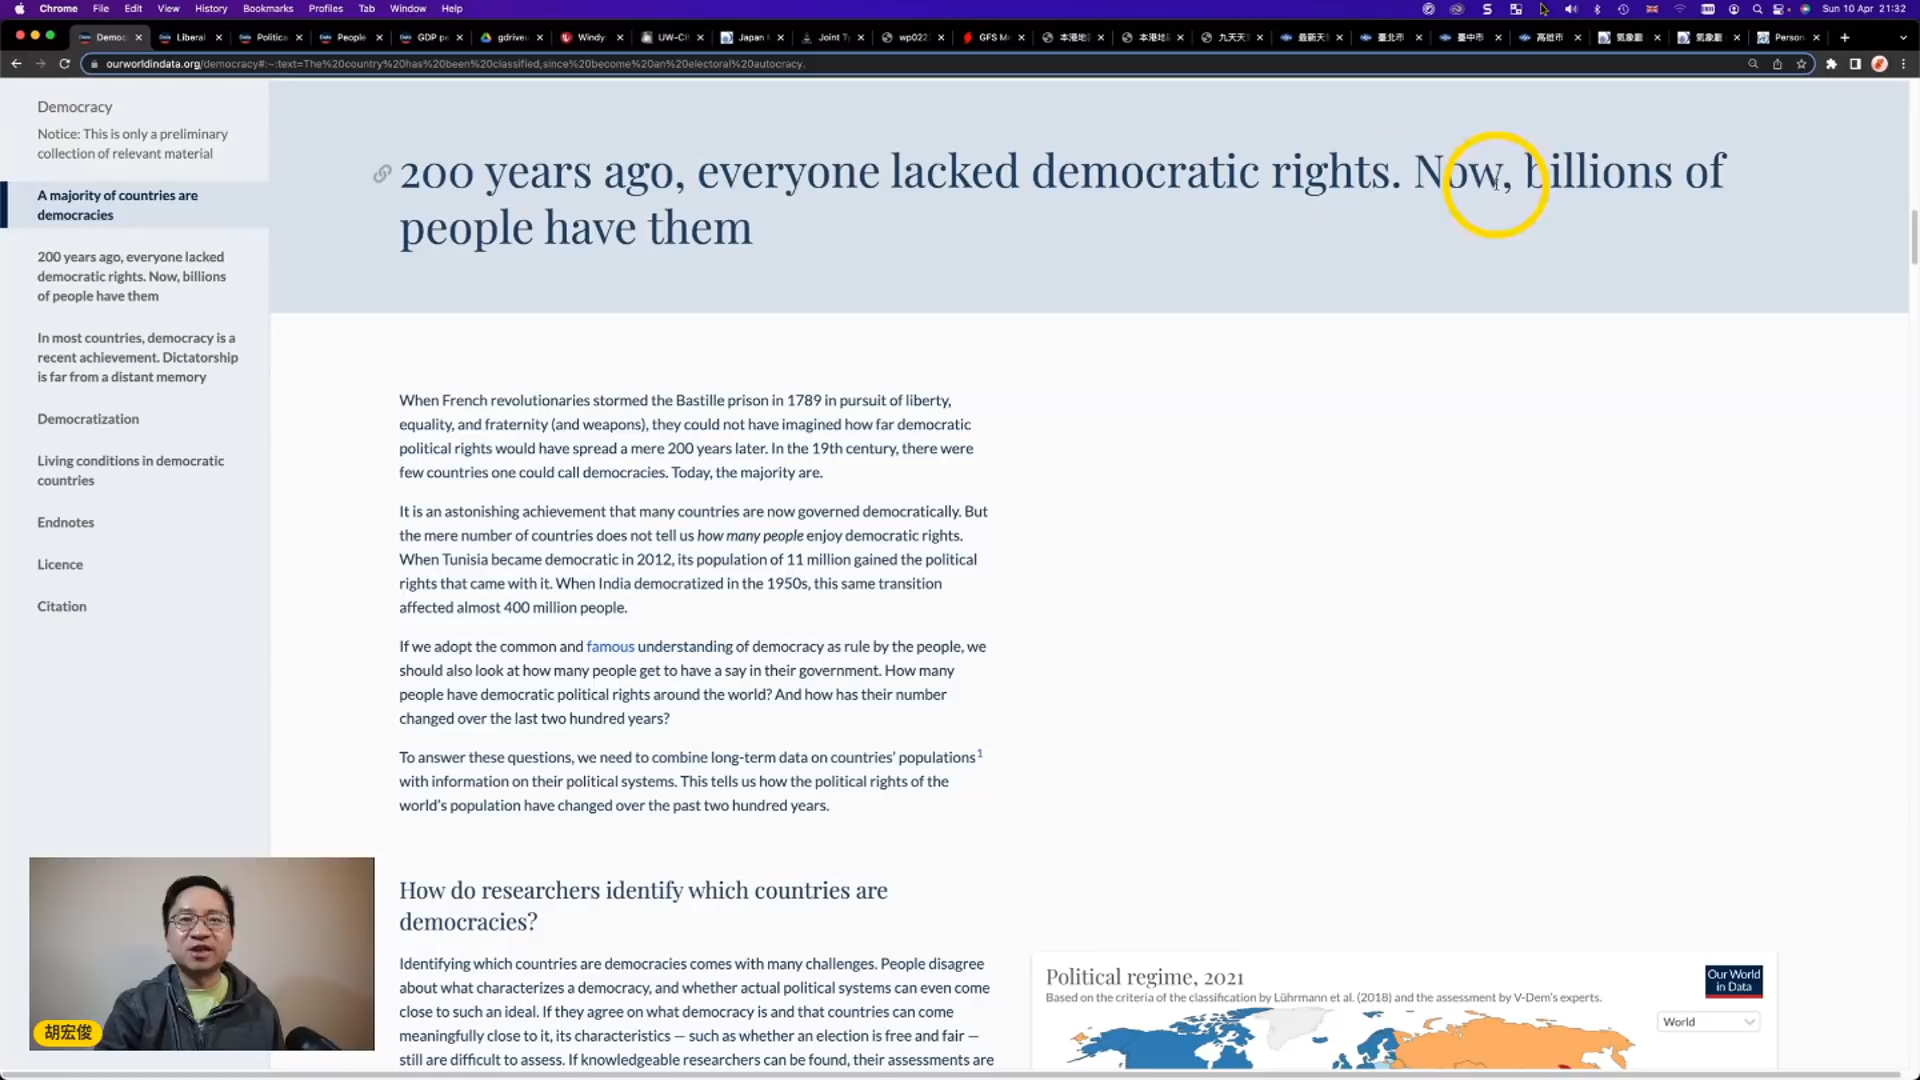 Chrome File Edit View History Bookmarks Profiles Tab Window Help
Sun 10 Apr 21:32
Democ Liberal Politica People GDP pe gdrive Windy UW-CI Japan Joint Ty wp022 GFS M 本港地 本港地 九天天 最新天 臺北市 臺中市 高雄市 氣象廳 氣象廳 Person
ourworldindata.org/democracy#:~:text=The%20country%20has%20been%20classified,since%20become%20an%20electoral%20autocracy.
Democracy
Notice: This is only a preliminary
collection of relevant material
A majority of countries are
democracies
200 years ago, everyone lacked
democratic rights. Now, billions
of people have them
In most countries, democracy is a
recent achievement. Dictatorship
is far from a distant memory
Democratization
Living conditions in democratic
countries
Endnotes
Licence
Citation
200 years ago, everyone lacked democratic rights. Now, billions of
people have them
When French revolutionaries stormed the Bastille prison in 1789 in pursuit of liberty,
equality, and fraternity (and weapons), they could not have imagined how far democratic
political rights would have spread a mere 200 years later. In the 19th century, there were
few countries one could call democracies. Today, the majority are.
It is an astonishing achievement that many countries are now governed democratically. But
the mere number of countries does not tell us how many people enjoy democratic rights.
When Tunisia became democratic in 2012, its population of 11 million gained the political
rights that came with it. When India democratized in the 1950s, this same transition
affected almost 400 million people.
If we adopt the common and famous understanding of democracy as rule by the people, we
should also look at how many people get to have a say in their government. How many
people have democratic political rights around the world? And how has their number
changed over the last two hundred years?
To answer these questions, we need to combine long-term data on countries’ populations1
with information on their political systems. This tells us how the political rights of the
world’s population have changed over the past two hundred years.
How do researchers identify which countries are
democracies?
Identifying which countries are democracies comes with many challenges. People disagree
about what characterizes a democracy, and whether actual political systems can even come
close to such an ideal. If they agree on what democracy is and that countries can come
meaningfully close to it, its characteristics — such as whether an election is free and fair —
still are difficult to assess. If knowledgeable researchers can be found, their assessments are
Political regime, 2021
Based on the criteria of the classification by Lührmann et al. (2018) and the assessment by V-Dem's experts.
Our World
in Data
World
胡宏俊